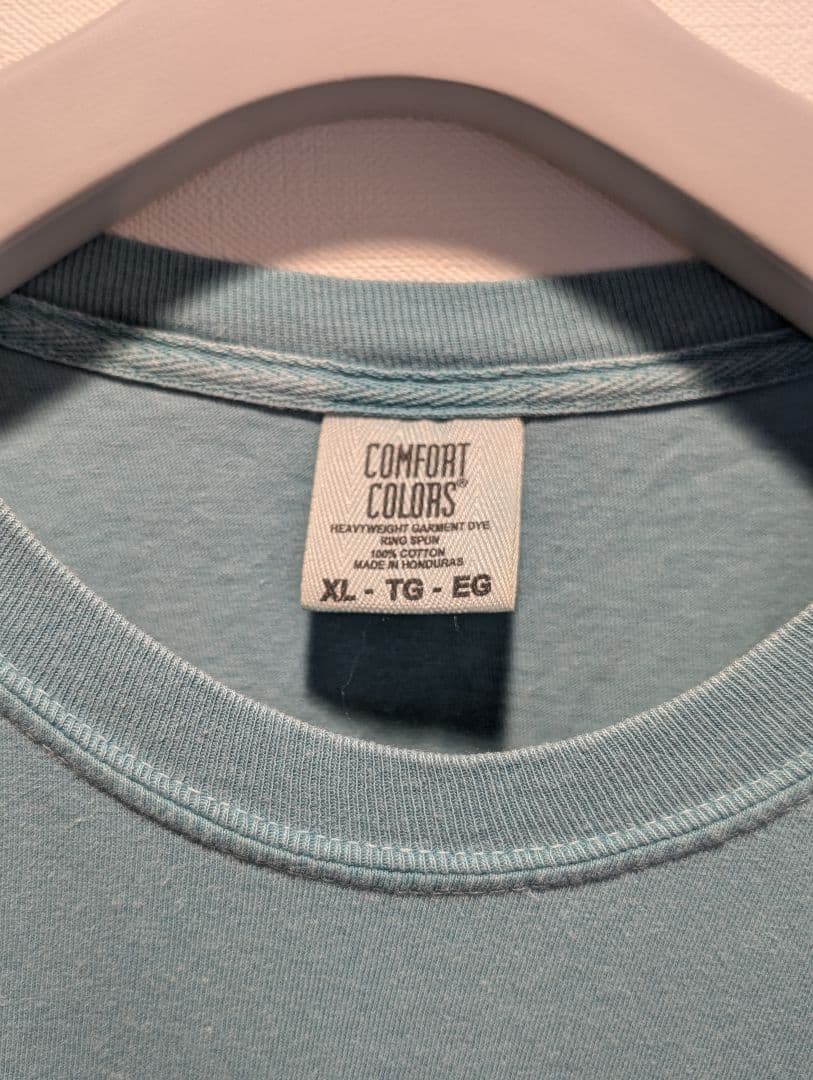 COMFORT
COLORS®
HEAVYWEIGHT GARMENT DYE
RING SPUN
100% COTTON
MADE IN HONDURAS
XL - TG - EG